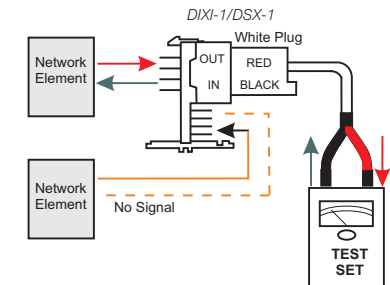 DIXI-1/DSX-1
White Plug
Network
Element
OUT
RED
IN
BLACK
Network
Element
No Signal
TEST
SET